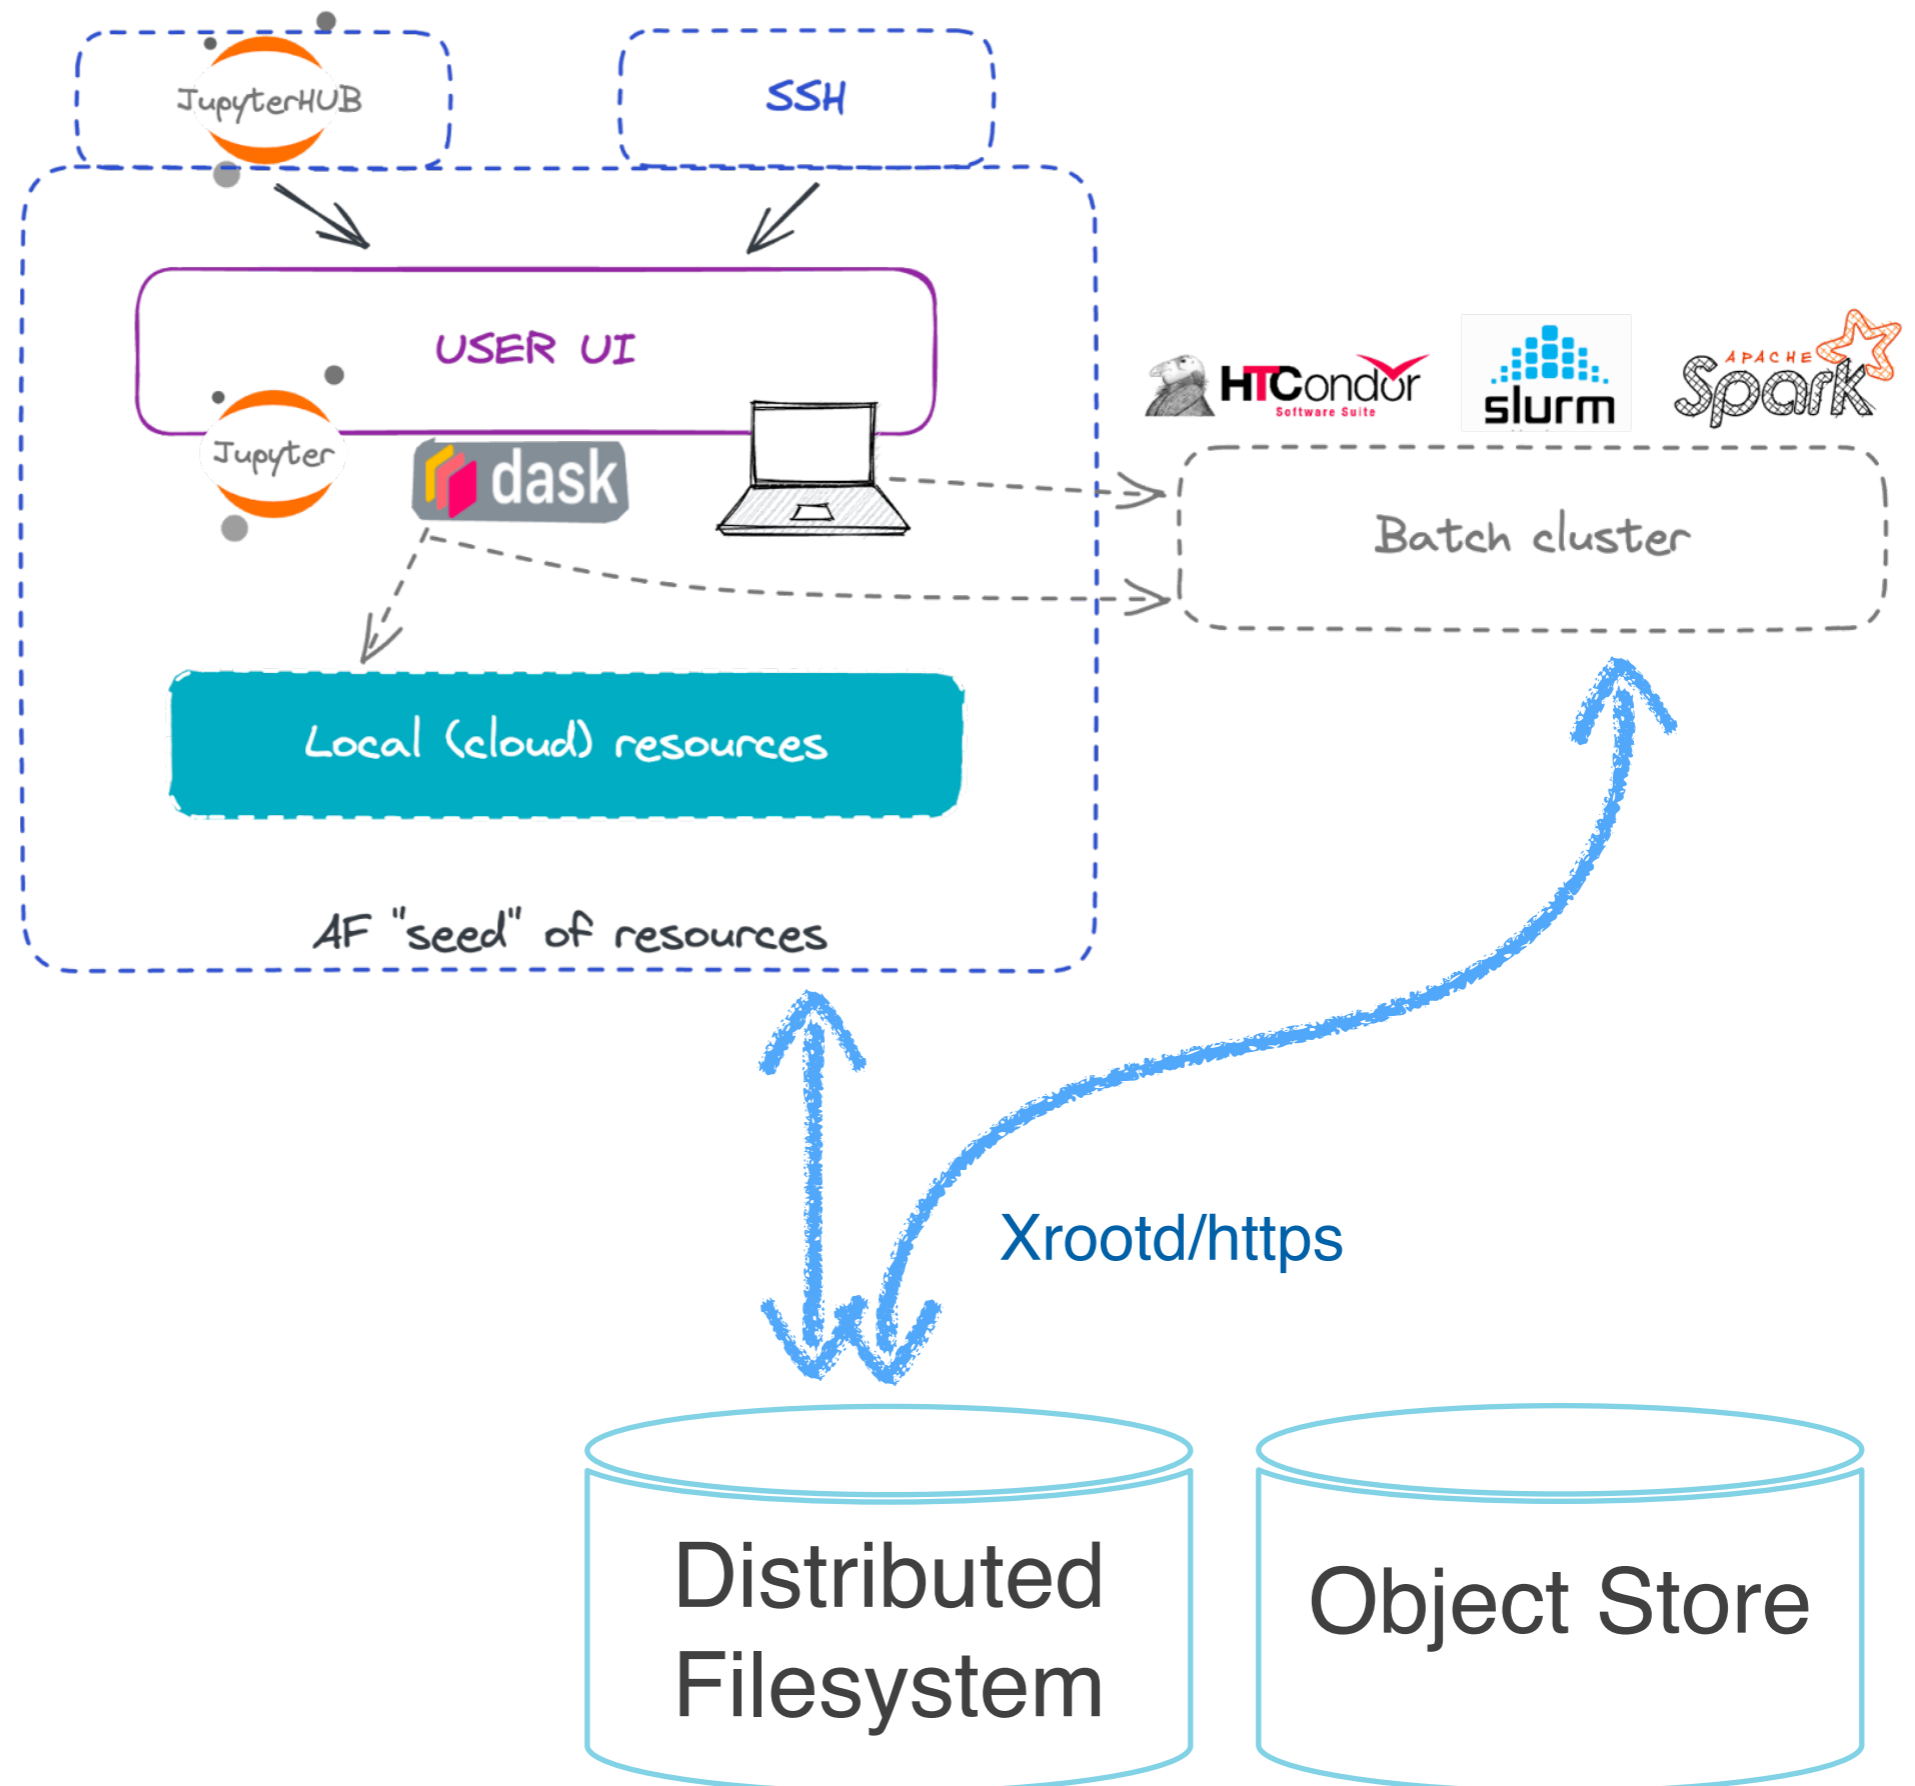 JupyterHUB
SSH
USER UI
Jupyter
dask
HTCondor
Software Suite
slurm
APACHE
Spark
Batch cluster
Local (cloud) resources
AF "seed" of resources
Xrootd/https
Distributed
Filesystem
Object Store